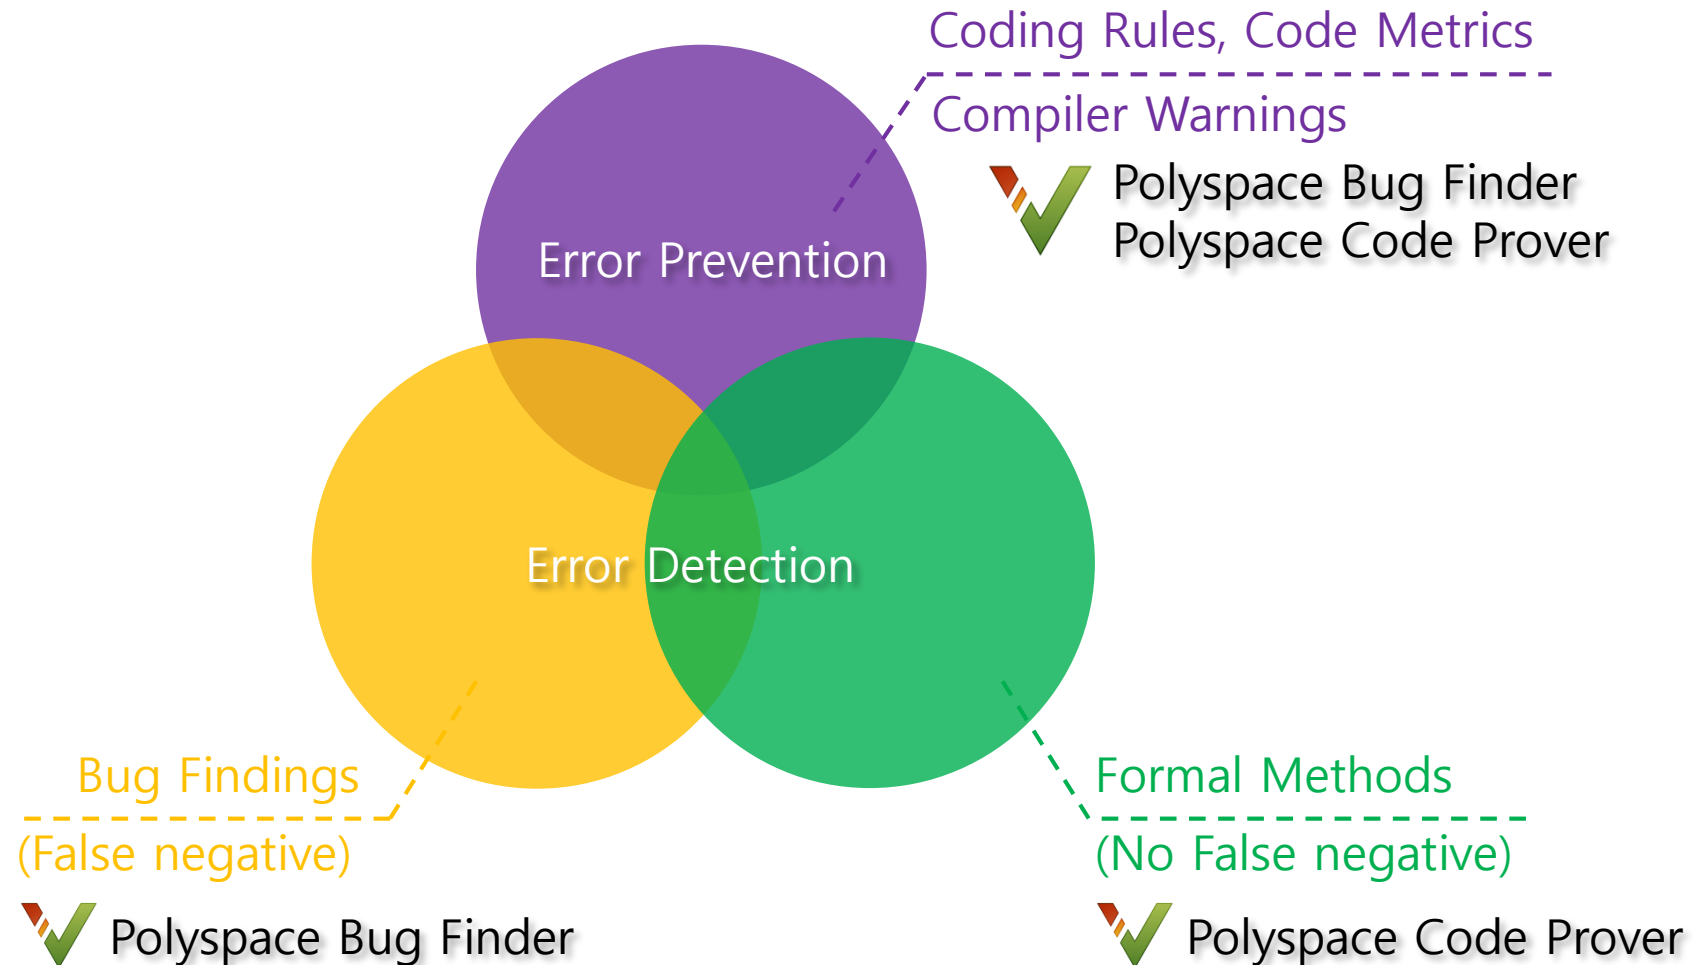 Coding Rules, Code Metrics
Compiler Warnings
Polyspace Bug Finder
Polyspace Code Prover
Error Prevention
Error Detection
Bug Findings
(False negative)
Polyspace Bug Finder
Formal Methods
(No False negative)
Polyspace Code Prover